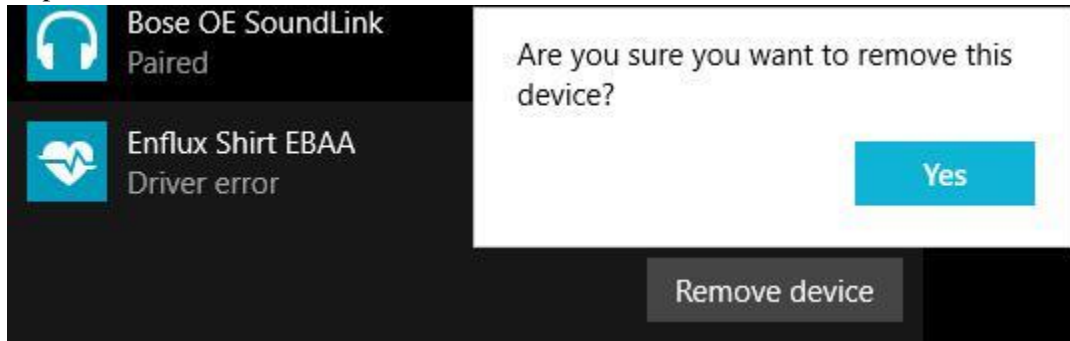 Bose OE SoundLink
Paired
Enflux Shirt EBAA
Driver error
Are you sure you want to remove this
device?
Yes
Remove device